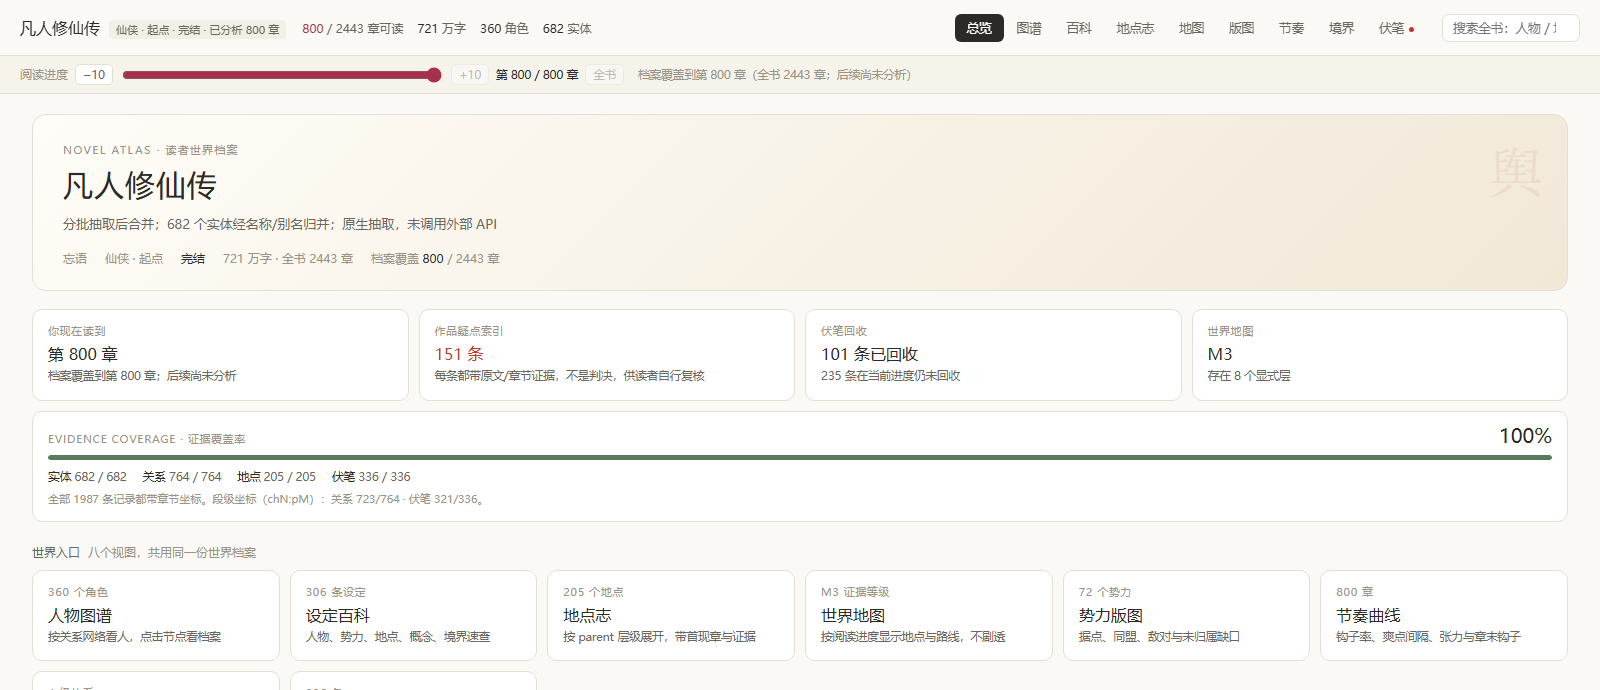 凡人修仙传 仙侠 · 起点 · 完结 · 已分析 800 章 800 / 2443 章可读 721 万字 360 角色 682 实体 总览 图谱 百科 地点志 地图 版图 节奏 境界 伏笔 搜索全书：人物 /
阅读进度 −10 +10 第 800 / 800 章 全书 档案覆盖到第 800 章（全书 2443 章；后续尚未分析）
NOVEL ATLAS · 读者世界档案
舆
凡人修仙传
分批抽取后合并；682 个实体经名称/别名归并；原生抽取，未调用外部 API
忘语 仙侠 · 起点 完结 721 万字 · 全书 2443 章 档案覆盖 800 / 2443 章
你现在读到
第 800 章
档案覆盖到第 800 章；后续尚未分析
作品疑点索引
151 条
每条都带原文/章节证据，不是判决，供读者自行复核
伏笔回收
101 条已回收
235 条在当前进度仍未回收
世界地图
M3
存在 8 个显式层
EVIDENCE COVERAGE · 证据覆盖率 100%
实体 682 / 682 关系 764 / 764 地点 205 / 205 伏笔 336 / 336
全部 1987 条记录都带章节坐标。段级坐标（chN:pM）：关系 723/764 · 伏笔 321/336。
世界入口 八个视图，共用同一份世界档案
360 个角色
人物图谱
按关系网络看人，点击节点看档案
306 条设定
设定百科
人物、势力、地点、概念、境界速查
205 个地点
地点志
按 parent 层级展开，带首现章与证据
M3 证据等级
世界地图
按阅读进度显示地点与路线，不剧透
72 个势力
势力版图
据点、同盟、敌对与未归属缺口
800 章
节奏曲线
钩子率、爽点间隔、张力与章末钩子